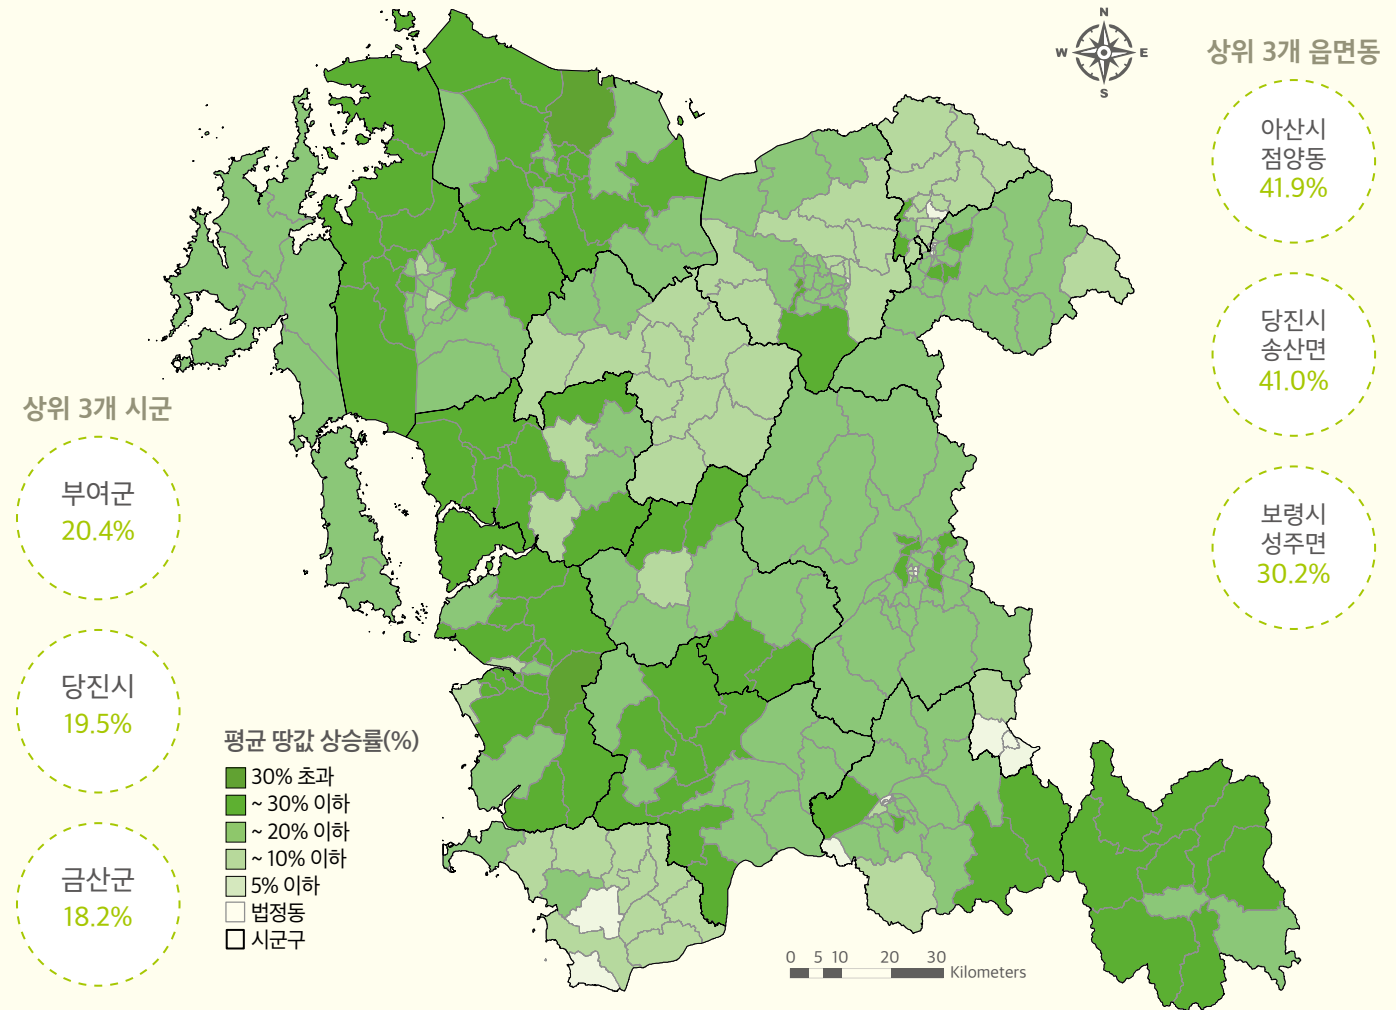 N
W E
S
상위 3개 읍면동
아산시
점양동
41.9%
당진시
송산면
41.0%
보령시
성주면
30.2%
상위 3개 시군
부여군
20.4%
당진시
19.5%
금산군
18.2%
평균 땅값 상승률(%)
30% 초과
~ 30% 이하
~ 20% 이하
~ 10% 이하
5% 이하
법정동
시군구
0 5 10 20 30
Kilometers